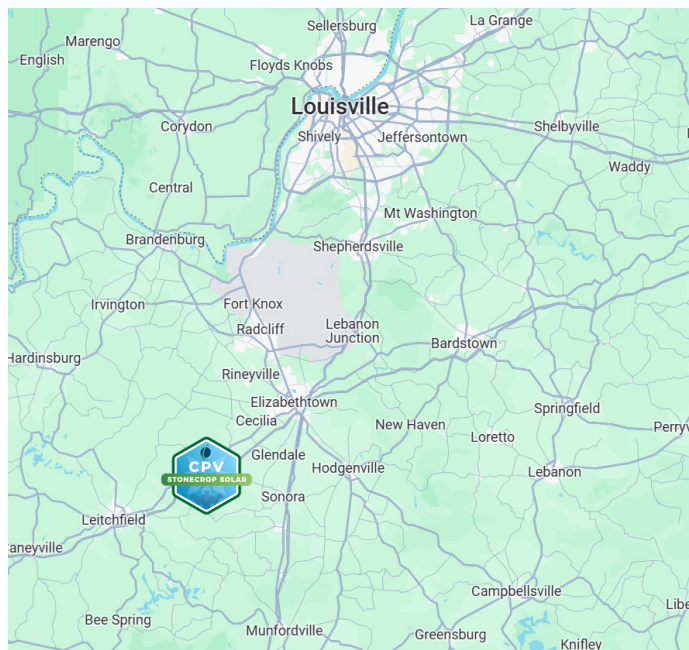 La Grange
Sellersburg
Marengo
English
Floyds Knobs
Louisville
Corydon
Shively
Jeffersontown
Shelbyville
Waddy
Central
Mt Washington
Brandenburg
Shepherdsville
Irvington
Fort Knox
Radcliff
Lebanon
Junction
Bardstown
Hardinsburg
Rineyville
Elizabethtown
Springfield
Cecilia
New Haven
Perryv
Loretto
Glendale
CPV
STONECROP SOLAR
Hodgenville
Lebanon
Sonora
Leitchfield
aneyville
Campbellsville
Libe
Bee Spring
Munfordville
Greensburg
Knifley